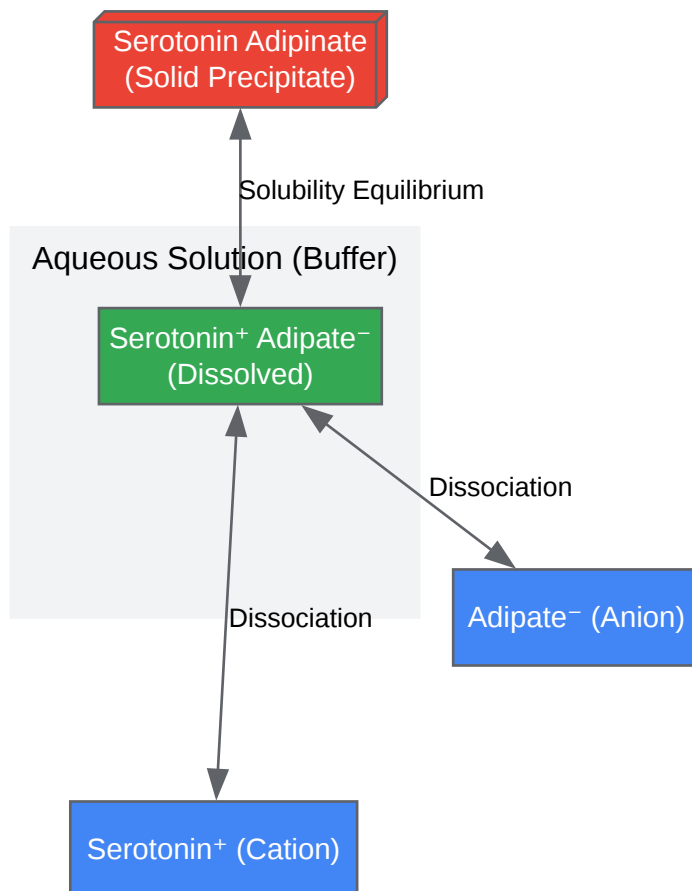 Serotonin Adipinate
(Solid Precipitate)
Solubility Equilibrium
Aqueous Solution (Buffer)
Serotonin⁺ Adipate⁻
(Dissolved)
Dissociation
Adipate⁻ (Anion)
Dissociation
Serotonin⁺ (Cation)